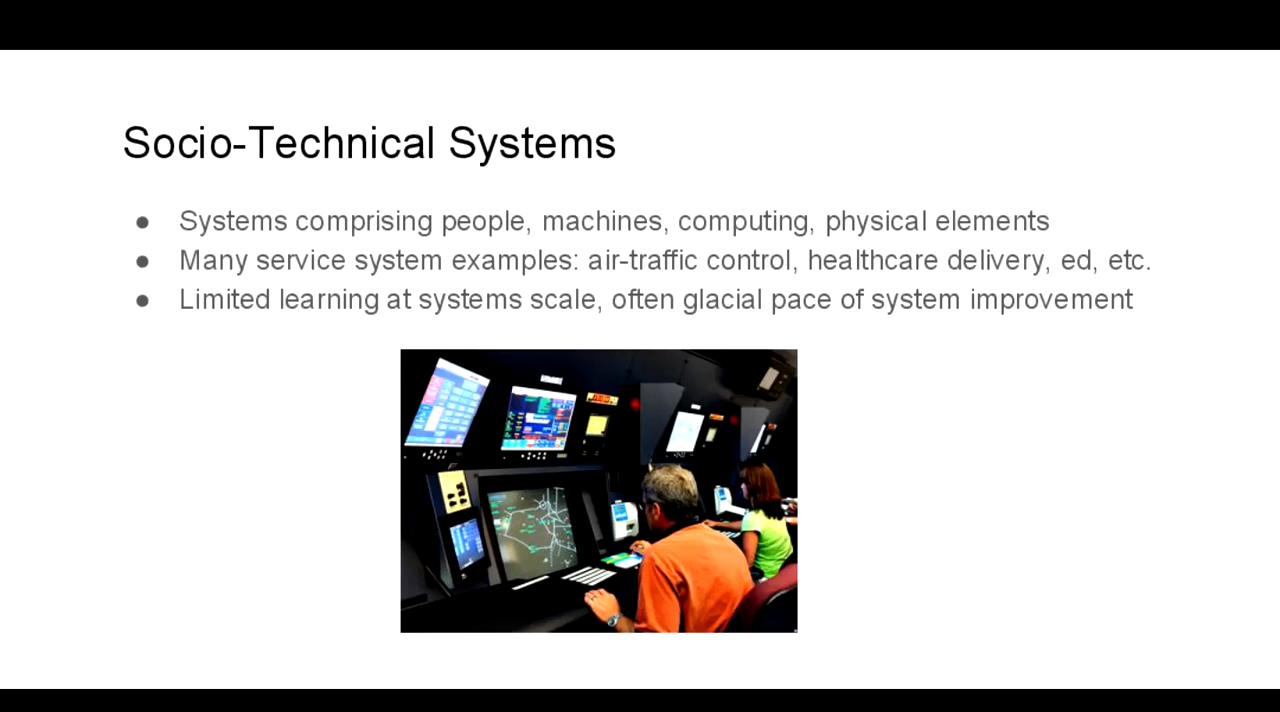 Socio-Technical Systems
● Systems comprising people, machines, computing, physical elements
● Many service system examples: air-traffic control, healthcare delivery, ed, etc.
● Limited learning at systems scale, often glacial pace of system improvement